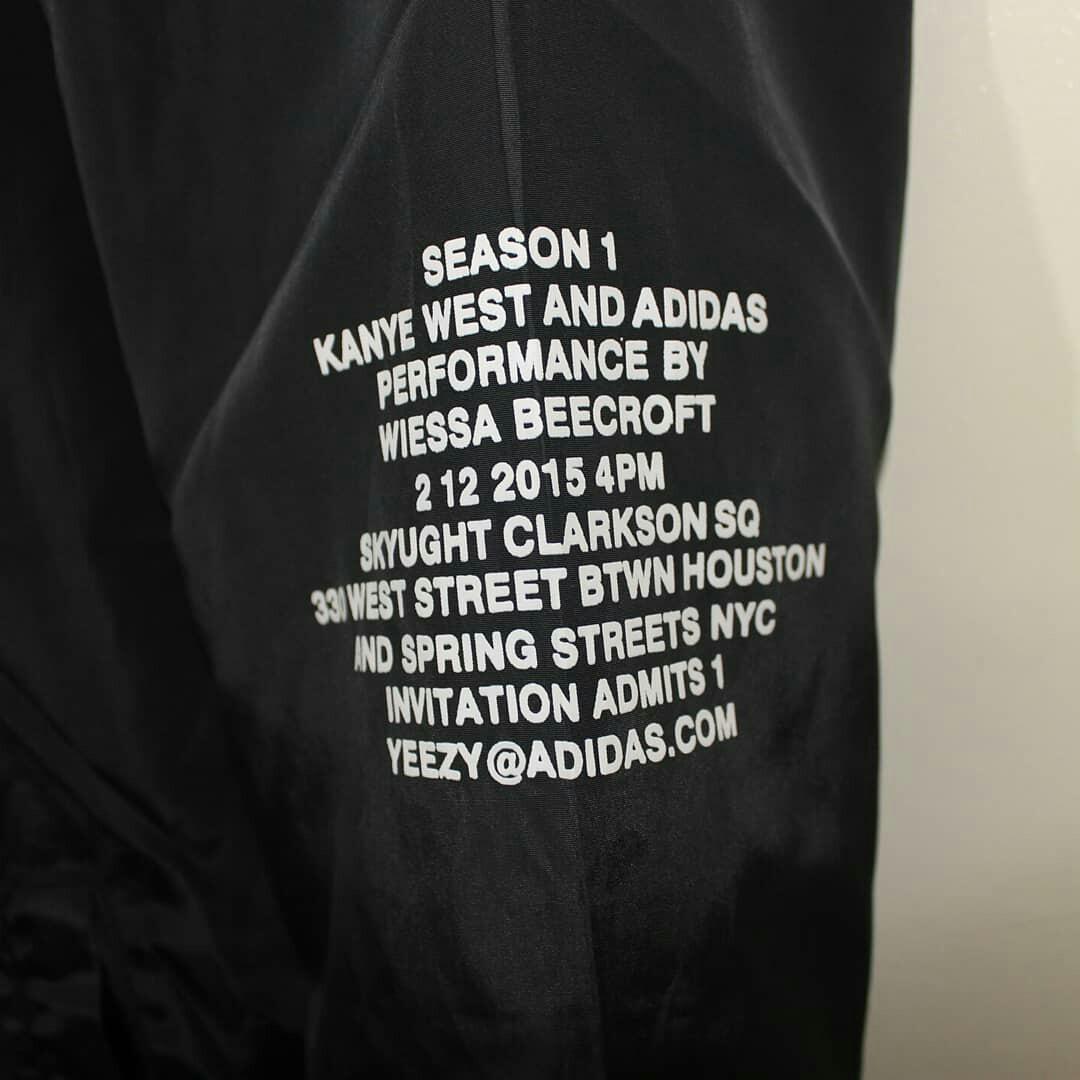 SEASON 1
KANYE WEST AND ADIDAS
PERFORMANCE BY
WIESSA BEECROFT
2 12 2015 4PM
SKYUGHT CLARKSON SQ
330 WEST STREET BTWN HOUSTON
AND SPRING STREETS NYC
INVITATION ADMITS 1
YEEZY@ADIDAS.COM